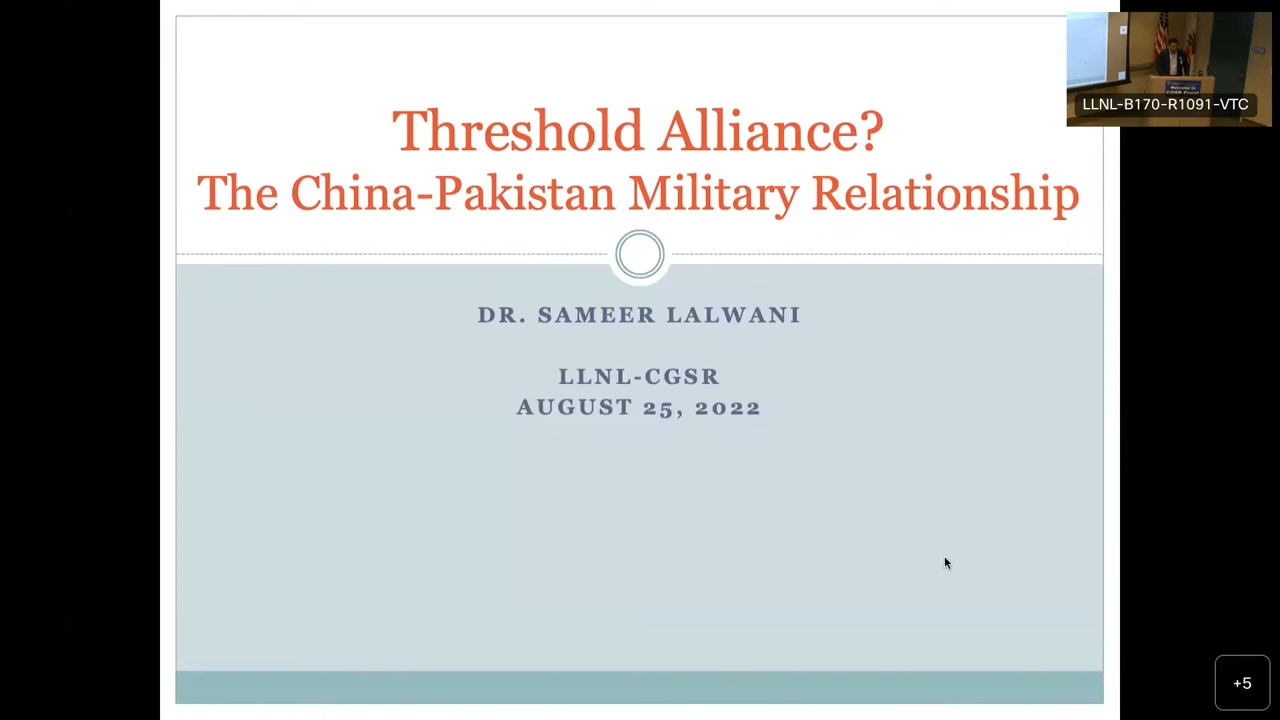 Threshold Alliance?
The China-Pakistan Military Relationship
DR. SAMEER LALWANI
LLNL-CGSR
AUGUST 25, 2022
LLNL-B170-R1091-VTC
+5